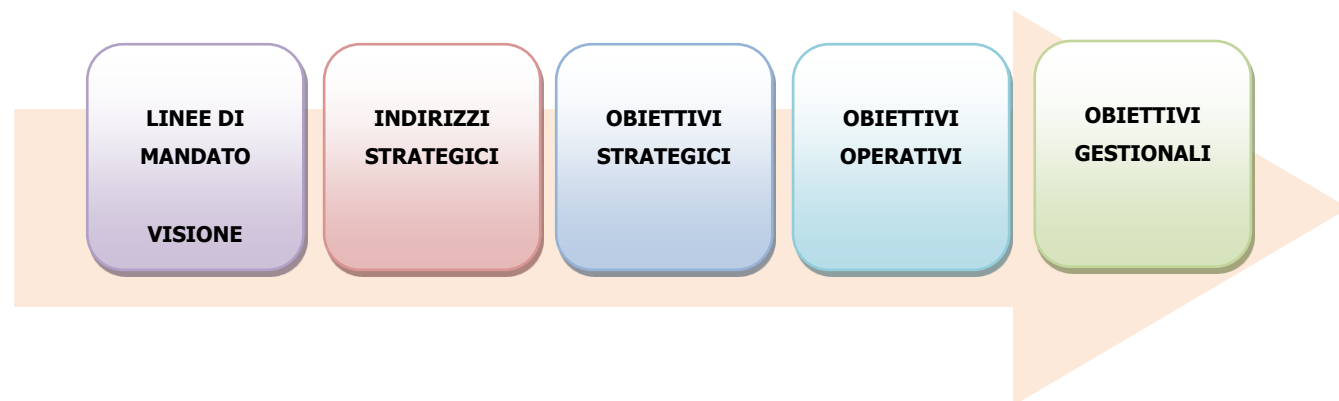 LINEE DI
MANDATO
VISIONE
INDIRIZZI
STRATEGICI
OBIETTIVI
STRATEGICI
OBIETTIVI
OPERATIVI
OBIETTIVI
GESTIONALI